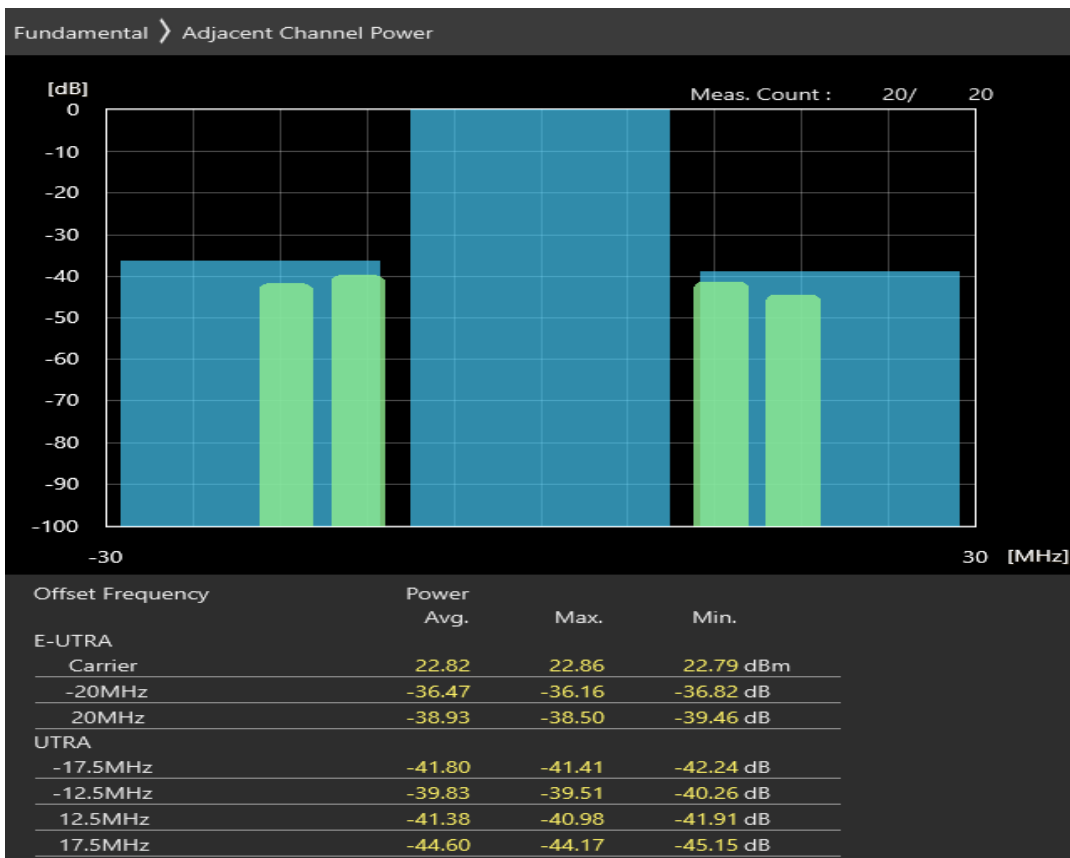 Fundamental 〉 Adjacent Channel Power
[dB]
Meas. Count : 20/ 20
0
-10
-20
-30
-40
-50
-60
-70
-80
-90
-100
-30 30 [MHz]
Offset Frequency Power
Avg. Max. Min.
E-UTRA
Carrier 22.82 22.86 22.79 dBm
-20MHz -36.47 -36.16 -36.82 dB
20MHz -38.93 -38.50 -39.46 dB
UTRA
-17.5MHz -41.80 -41.41 -42.24 dB
-12.5MHz -39.83 -39.51 -40.26 dB
12.5MHz -41.38 -40.98 -41.91 dB
17.5MHz -44.60 -44.17 -45.15 dB